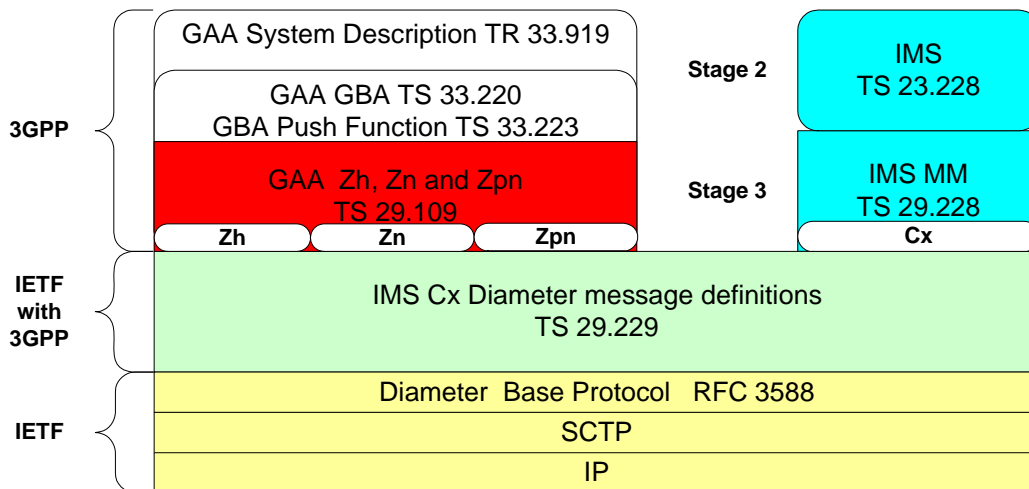 GAA System Description TR 33.919
GAA GBA TS 33.220
GBA Push Function TS 33.223
GAA Zh, Zn and Zpn
TS 29.109
Zh
Zn
Zpn
3GPP
Stage 2
Stage 3
IMS
TS 23.228
IMS MM
TS 29.228
Cx
IETF
with
3GPP
IMS Cx Diameter message definitions
TS 29.229
IETF
Diameter Base Protocol RFC 3588
SCTP
IP